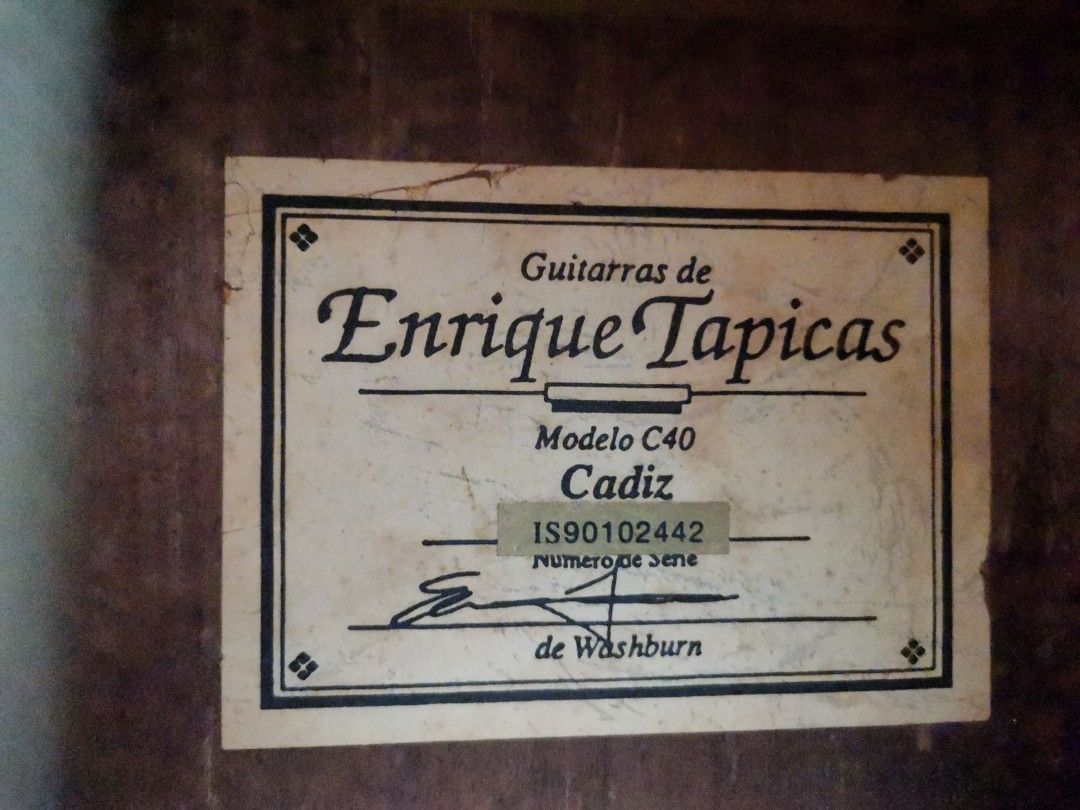 Guitarras de
Enrique Tapicas
Modelo C40
Cadiz
IS90102442
Numero de Serie
de Washburn